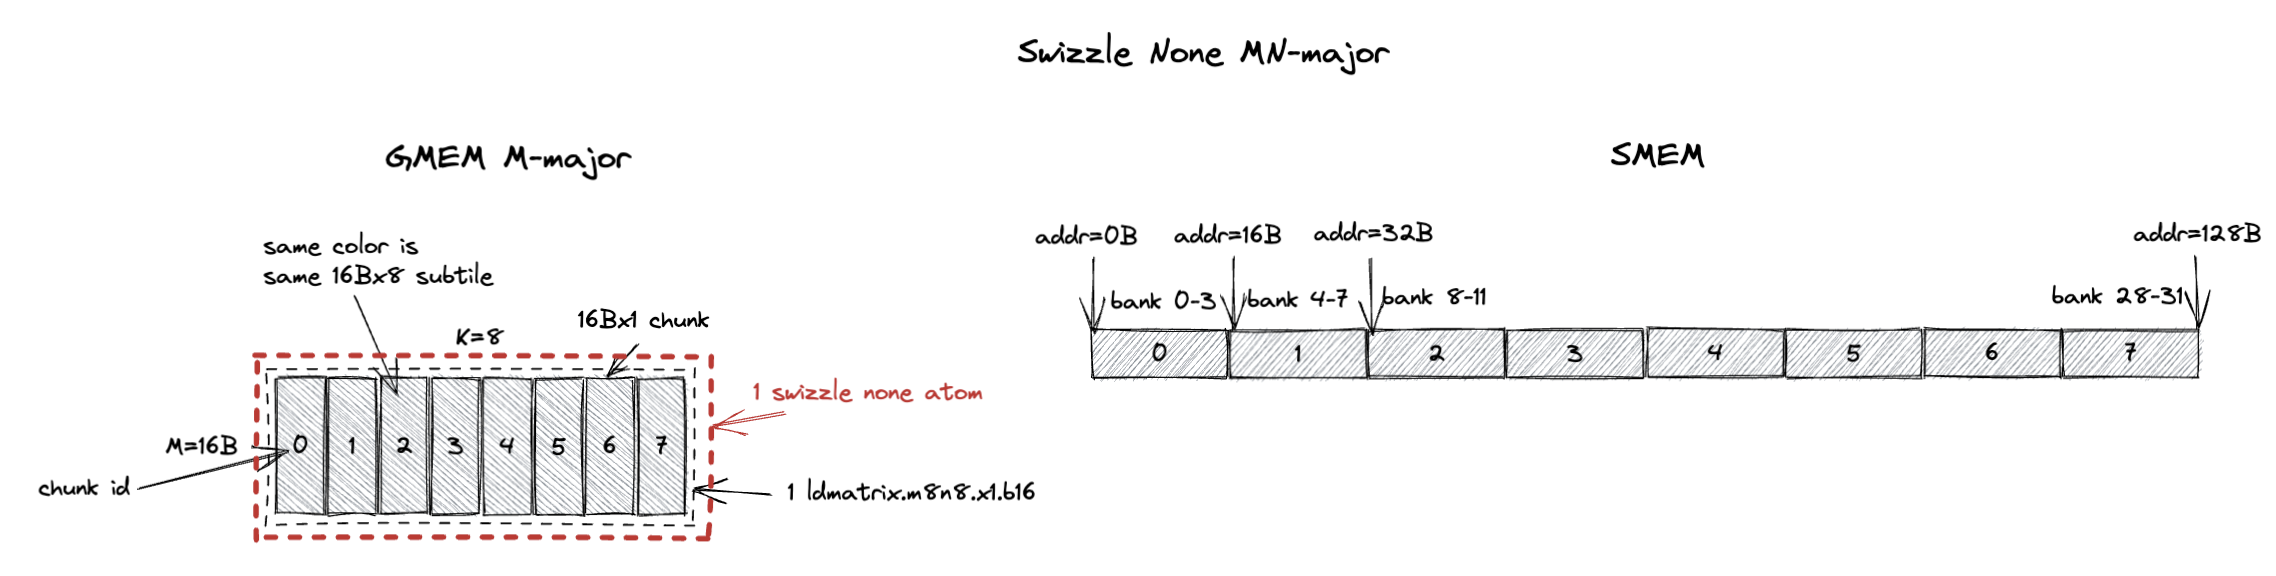 Swizzle None MN-major
GMEM M-major
SMEM
same color is
same 16Bx8 subtile
K=8
16Bx1 chunk
1 swizzle none atom
M=16B
0 1 2 3 4 5 6 7
chunk id
1 ldmatrix.m8n8.x1.b16
addr=0B addr=16B addr=32B addr=128B
bank 0-3 bank 4-7 bank 8-11 bank 28-31
0 1 2 3 4 5 6 7